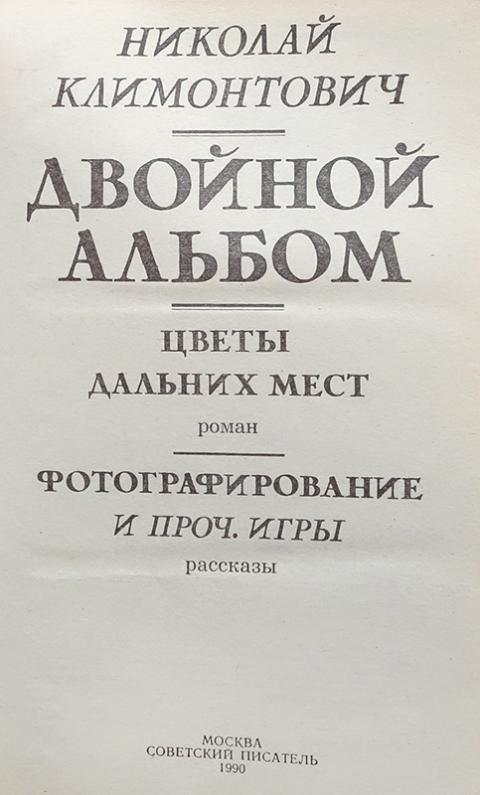 НИКОЛАЙ
КЛИМОНТОВИЧ
ДВОЙНОЙ
АЛЬБОМ
ЦВЕТЫ
ДАЛЬНИХ МЕСТ
роман
ФОТОГРАФИРОВАНИЕ
И ПРОЧ. ИГРЫ
рассказы
МОСКВА
СОВЕТСКИЙ ПИСАТЕЛЬ
1990